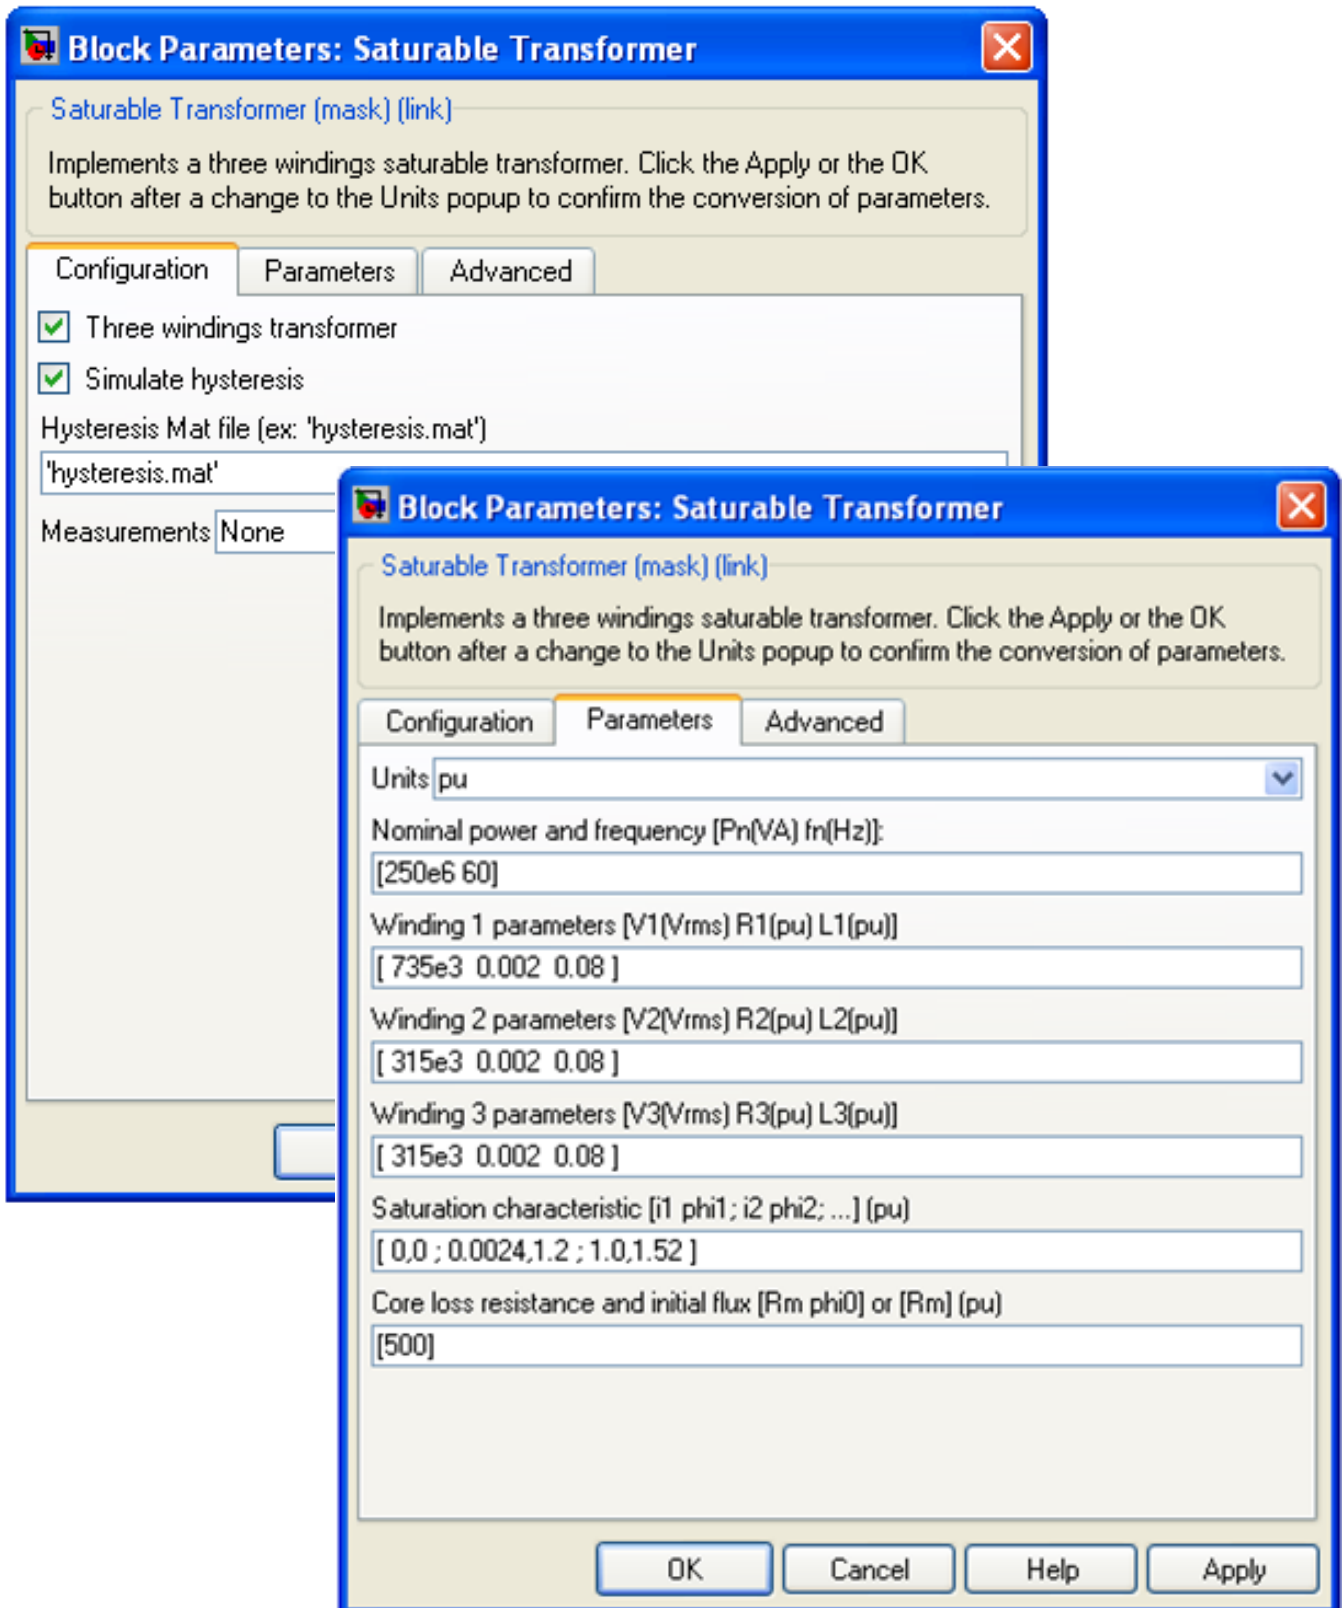 Block Parameters: Saturable Transformer
Saturable Transformer (mask) (link)
Implements a three windings saturable transformer. Click the Apply or the OK
button after a change to the Units popup to confirm the conversion of parameters.
Configuration Parameters Advanced
Three windings transformer
Simulate hysteresis
Hysteresis Mat file (ex: 'hysteresis.mat')
'hysteresis.mat'
Measurements None
Block Parameters: Saturable Transformer
Saturable Transformer (mask) (link)
Implements a three windings saturable transformer. Click the Apply or the OK
button after a change to the Units popup to confirm the conversion of parameters.
Configuration Parameters Advanced
Units pu
Nominal power and frequency [Pn(VA) fn(Hz)]:
[250e6 60]
Winding 1 parameters [V1(Vrms) R1(pu) L1(pu)]
[ 735e3 0.002 0.08 ]
Winding 2 parameters [V2(Vrms) R2(pu) L2(pu)]
[ 315e3 0.002 0.08 ]
Winding 3 parameters [V3(Vrms) R3(pu) L3(pu)]
[ 315e3 0.002 0.08 ]
Saturation characteristic [i1 phi1; i2 phi2; ...] (pu)
[ 0,0 ; 0.0024,1.2 ; 1.0,1.52 ]
Core loss resistance and initial flux [Rm phi0] or [Rm] (pu)
[500]
OK Cancel Help Apply